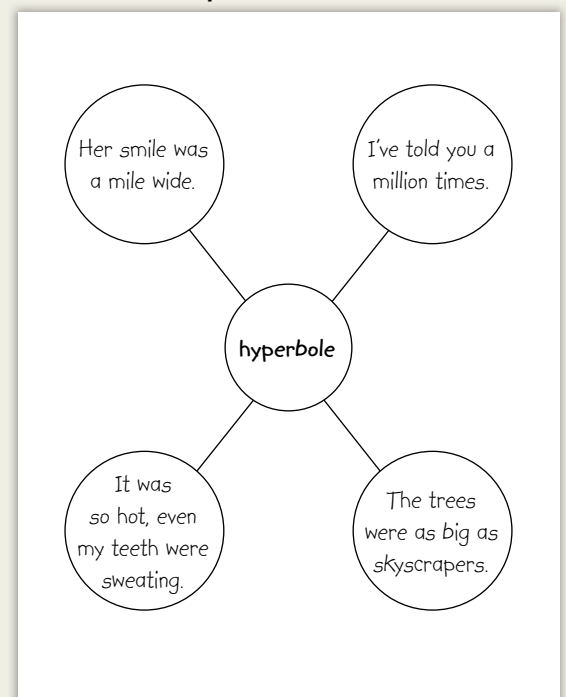 Her smile was
a mile wide.
I've told you a
million times.
hyperbole
It was
so hot, even
my teeth were
sweating.
The trees
were as big as
skyscrapers.